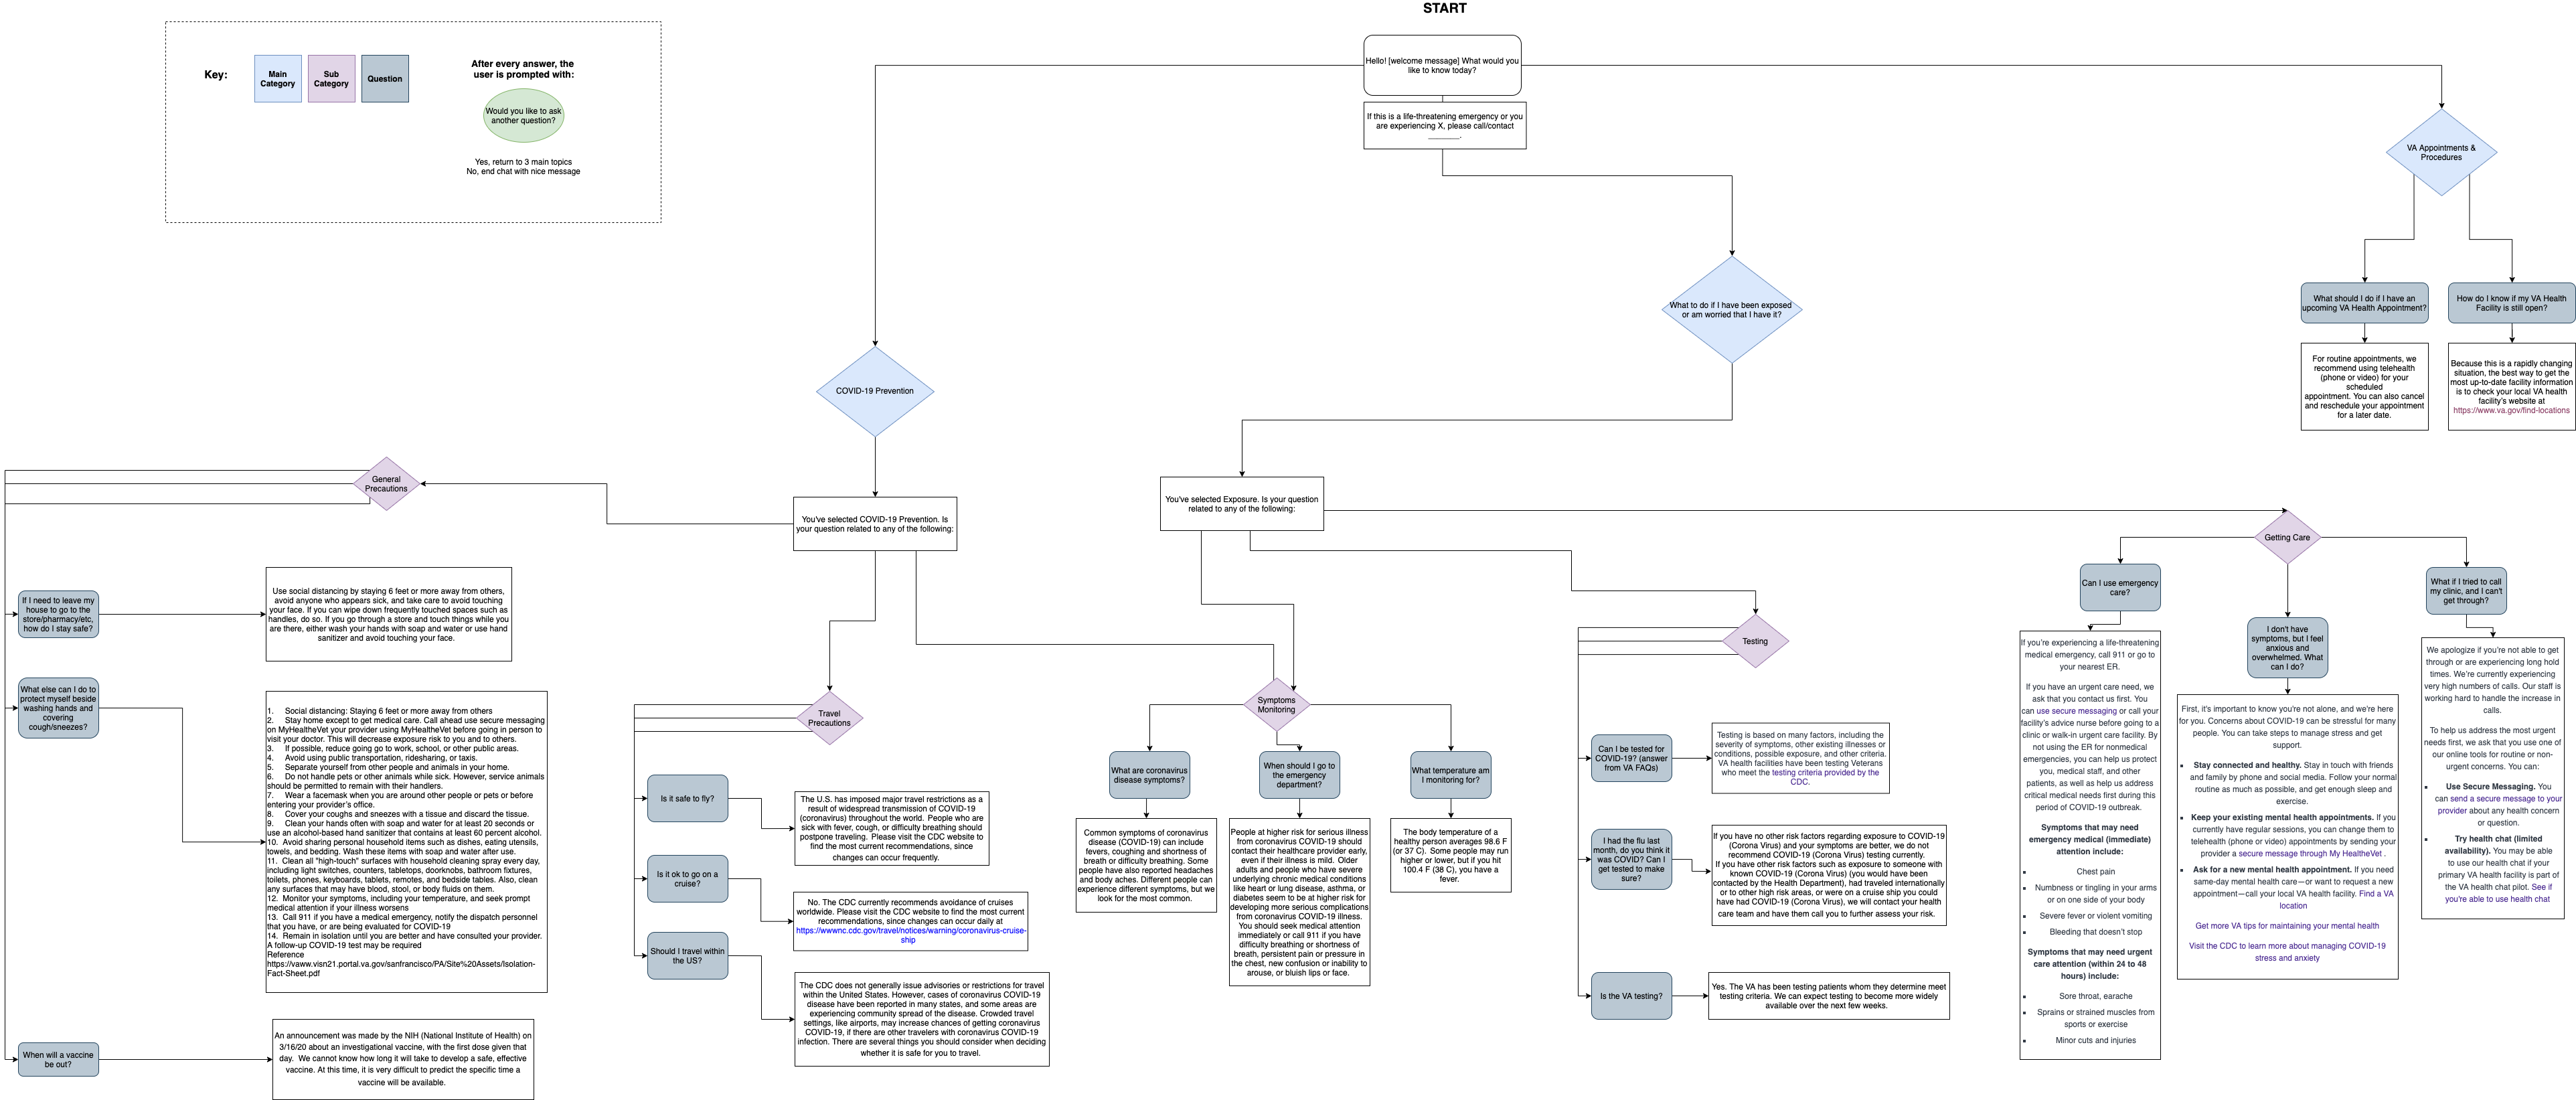 START
Key:
Main
Category
Sub
Category
Question
After every answer, the
user is prompted with:
Would you like to ask
another question?
Yes, return to 3 main topics
No, end chat with nice message
Hello! [welcome message] What would you
like to know today?
If this is a life-threatening emergency or you
are experiencing X, please call/contact
________.
VA Appointments &
Procedures
What should I do if I have an
upcoming VA Health Appointment?
How do I know if my VA Health
Facility is still open?
For routine appointments, we
recommend using telehealth
(phone or video) for your
scheduled
appointment. You can also cancel
and reschedule your appointment
for a later date.
Because this is a rapidly changing
situation, the best way to get the
most up-to-date facility information
is to check your local VA health
facility's website at
https://www.va.gov/find-locations
What to do if I have been exposed
or am worried that I have it?
COVID-19 Prevention
You've selected COVID-19 Prevention. Is
your question related to any of the following:
General
Precautions
If I need to leave my
house to go to the
store/pharmacy/etc,
how do I stay safe?
Use social distancing by staying 6 feet or more away from others,
avoid anyone who appears sick, and take care to avoid touching
your face. If you can wipe down frequently touched spaces such as
handles, do so. If you go through a store and touch things while you
are there, either wash your hands with soap and water or use hand
sanitizer and avoid touching your face.
What else can I do to
protect myself beside
washing hands and
covering
cough/sneezes?
1. Social distancing: Staying 6 feet or more away from others
2. Stay home except to get medical care. Call ahead use secure messaging
on MyHealtheVet your provider using MyHealtheVet before going in person to
visit your doctor. This will decrease exposure risk to you and to others.
3. If possible, reduce going go to work, school, or other public areas.
4. Avoid using public transportation, ridesharing, or taxis.
5. Separate yourself from other people and animals in your home.
6. Do not handle pets or other animals while sick. However, service animals
should be permitted to remain with their handlers.
7. Wear a facemask when you are around other people or pets or before
entering your provider's office.
8. Cover your coughs and sneezes with a tissue and discard the tissue.
9. Clean your hands often with soap and water for at least 20 seconds or
use an alcohol-based hand sanitizer that contains at least 60 percent alcohol.
10. Avoid sharing personal household items such as dishes, eating utensils,
towels, and bedding. Wash these items with soap and water after use.
11. Clean all "high-touch" surfaces with household cleaning spray every day,
including light switches, counters, tabletops, doorknobs, bathroom fixtures,
toilets, phones, keyboards, tablets, remotes, and bedside tables. Also, clean
any surfaces that may have blood, stool, or body fluids on them.
12. Monitor your symptoms, including your temperature, and seek prompt
medical attention if your illness worsens
13. Call 911 if you have a medical emergency, notify the dispatch personnel
that you have, or are being evaluated for COVID-19
14. Remain in isolation until you are better and have consulted your provider.
A follow-up COVID-19 test may be required
Reference
https://vaww.visn21.portal.va.gov/sanfrancisco/PA/Site%20Assets/Isolation-
Fact-Sheet.pdf
When will a vaccine
be out?
An announcement was made by the NIH (National Institute of Health) on
3/16/20 about an investigational vaccine, with the first dose given that
day. We cannot know how long it will take to develop a safe, effective
vaccine. At this time, it is very difficult to predict the specific time a
vaccine will be available.
Travel
Precautions
Is it safe to fly?
The U.S. has imposed major travel restrictions as a
result of widespread transmission of COVID-19
(coronavirus) throughout the world. People who are
sick with fever, cough, or difficulty breathing should
postpone traveling. Please visit the CDC website to
find the most current recommendations, since
changes can occur frequently.
Is it ok to go on a
cruise?
No. The CDC currently recommends avoidance of cruises
worldwide. Please visit the CDC website to find the most current
recommendations, since changes can occur daily at
https://wwwnc.cdc.gov/travel/notices/warning/coronavirus-cruise-
ship
Should I travel within
the US?
The CDC does not generally issue advisories or restrictions for travel
within the United States. However, cases of coronavirus COVID-19
disease have been reported in many states, and some areas are
experiencing community spread of the disease. Crowded travel
settings, like airports, may increase chances of getting coronavirus
COVID-19, if there are other travelers with coronavirus COVID-19
infection. There are several things you should consider when deciding
whether it is safe for you to travel.
You've selected Exposure. Is your question
related to any of the following:
Symptoms
Monitoring
What are coronavirus
disease symptoms?
Common symptoms of coronavirus
disease (COVID-19) can include
fevers, coughing and shortness of
breath or difficulty breathing. Some
people have also reported headaches
and body aches. Different people can
experience different symptoms, but we
look for the most common.
When should I go to
the emergency
department?
People at higher risk for serious illness
from coronavirus COVID-19 should
contact their healthcare provider early,
even if their illness is mild. Older
adults and people who have severe
underlying chronic medical conditions
like heart or lung disease, asthma, or
diabetes seem to be at higher risk for
developing more serious complications
from coronavirus COVID-19 illness.
You should seek medical attention
immediately or call 911 if you have
difficulty breathing or shortness of
breath, persistent pain or pressure in
the chest, new confusion or inability to
arouse, or bluish lips or face.
What temperature am
I monitoring for?
The body temperature of a
healthy person averages 98.6 F
(or 37 C). Some people may run
higher or lower, but if you hit
100.4 F (38 C), you have a
fever.
Testing
Can I be tested for
COVID-19? (answer
from VA FAQs)
Testing is based on many factors, including the
severity of symptoms, other existing illnesses or
conditions, possible exposure, and other criteria.
VA health facilities have been testing Veterans
who meet the testing criteria provided by the
CDC.
I had the flu last
month, do you think it
was COVID? Can I
get tested to make
sure?
If you have no other risk factors regarding exposure to COVID-19
(Corona Virus) and your symptoms are better, we do not
recommend COVID-19 (Corona Virus) testing currently.
If you have other risk factors such as exposure to someone with
known COVID-19 (Corona Virus) (you would have been
contacted by the Health Department), had traveled internationally
or to other high risk areas, or were on a cruise ship you could
have had COVID-19 (Corona Virus), we will contact your health
care team and have them call you to further assess your risk.
Is the VA testing?
Yes. The VA has been testing patients whom they determine meet
testing criteria. We can expect testing to become more widely
available over the next few weeks.
Getting Care
Can I use emergency
care?
If you're experiencing a life-threatening
medical emergency, call 911 or go to
your nearest ER.
If you have an urgent care need, we
ask that you contact us first. You
can use secure messaging or call your
facility's advice nurse before going to a
clinic or walk-in urgent care facility. By
not using the ER for nonmedical
emergencies, you can help us protect
you, medical staff, and other
patients, as well as help us address
critical medical needs first during this
period of COVID-19 outbreak.
Symptoms that may need
emergency medical (immediate)
attention include:
▪ Chest pain
▪ Numbness or tingling in your arms
or on one side of your body
▪ Severe fever or violent vomiting
▪ Bleeding that doesn't stop
Symptoms that may need urgent
care attention (within 24 to 48
hours) include:
▪ Sore throat, earache
▪ Sprains or strained muscles from
sports or exercise
▪ Minor cuts and injuries
I don't have
symptoms, but I feel
anxious and
overwhelmed. What
can I do?
First, it's important to know you're not alone, and we're here
for you. Concerns about COVID-19 can be stressful for many
people. You can take steps to manage stress and get
support.
▪ Stay connected and healthy. Stay in touch with friends
and family by phone and social media. Follow your normal
routine as much as possible, and get enough sleep and
exercise.
▪ Keep your existing mental health appointments. If you
currently have regular sessions, you can change them to
telehealth (phone or video) appointments by sending your
provider a secure message through My HealtheVet .
▪ Ask for a new mental health appointment. If you need
same-day mental health care—or want to request a new
appointment—call your local VA health facility. Find a VA
location
Get more VA tips for maintaining your mental health
Visit the CDC to learn more about managing COVID-19
stress and anxiety
What if I tried to call
my clinic, and I can't
get through?
We apologize if you're not able to get
through or are experiencing long hold
times. We're currently experiencing
very high numbers of calls. Our staff is
working hard to handle the increase in
calls.
To help us address the most urgent
needs first, we ask that you use one of
our online tools for routine or non-
urgent concerns. You can:
▪ Use Secure Messaging. You
can send a secure message to your
provider about any health concern
or question.
▪ Try health chat (limited
availability). You may be able
to use our health chat if your
primary VA health facility is part of
the VA health chat pilot. See if
you're able to use health chat